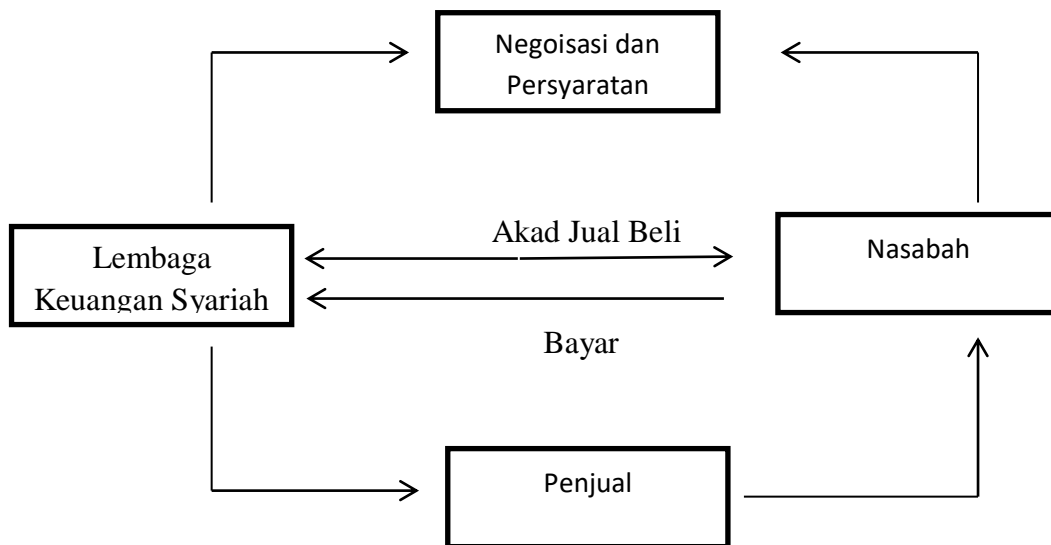 Negoisasi dan
Persyaratan
Akad Jual Beli
Lembaga
Keuangan Syariah
Nasabah
Bayar
Penjual